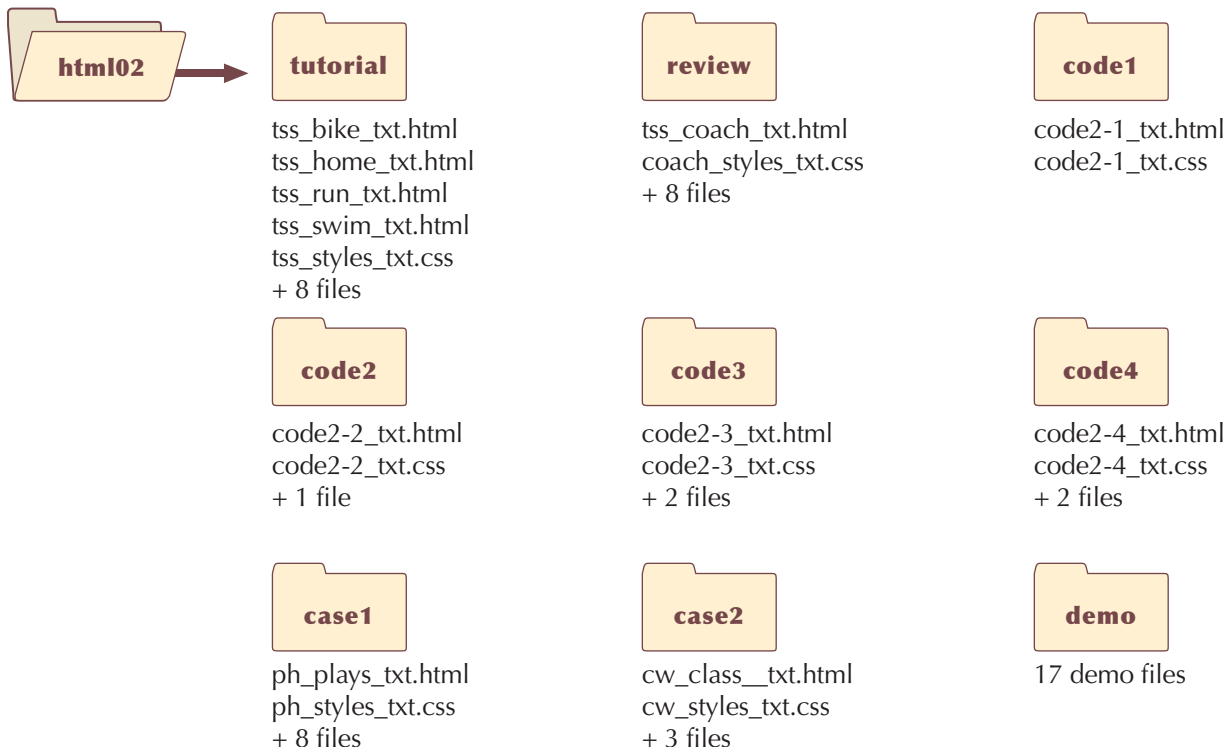 html02
tutorial
tss_bike_txt.html
tss_home_txt.html
tss_run_txt.html
tss_swim_txt.html
tss_styles_txt.css
+ 8 files
review
tss_coach_txt.html
coach_styles_txt.css
+ 8 files
code1
code2-1_txt.html
code2-1_txt.css
code2
code2-2_txt.html
code2-2_txt.css
+ 1 file
code3
code2-3_txt.html
code2-3_txt.css
+ 2 files
code4
code2-4_txt.html
code2-4_txt.css
+ 2 files
case1
ph_plays_txt.html
ph_styles_txt.css
+ 8 files
case2
cw_class__txt.html
cw_styles_txt.css
+ 3 files
demo
17 demo files